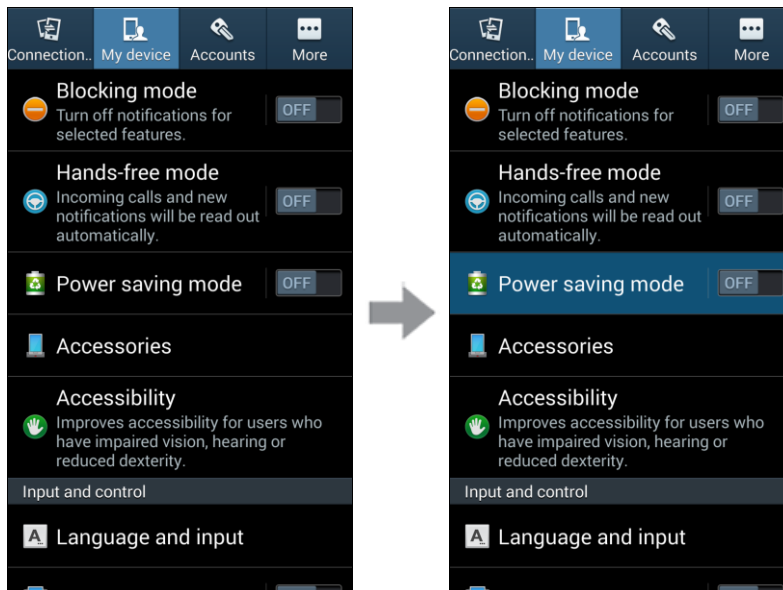 Connection.. My device Accounts More
Blocking mode
Turn off notifications for
selected features.
OFF
Hands-free mode
Incoming calls and new
notifications will be read out
automatically.
OFF
Power saving mode
OFF
Accessories
Accessibility
Improves accessibility for users who
have impaired vision, hearing or
reduced dexterity.
Input and control
A Language and input
Connection.. My device Accounts More
Blocking mode
Turn off notifications for
selected features.
OFF
Hands-free mode
Incoming calls and new
notifications will be read out
automatically.
OFF
Power saving mode
OFF
Accessories
Accessibility
Improves accessibility for users who
have impaired vision, hearing or
reduced dexterity.
Input and control
A Language and input